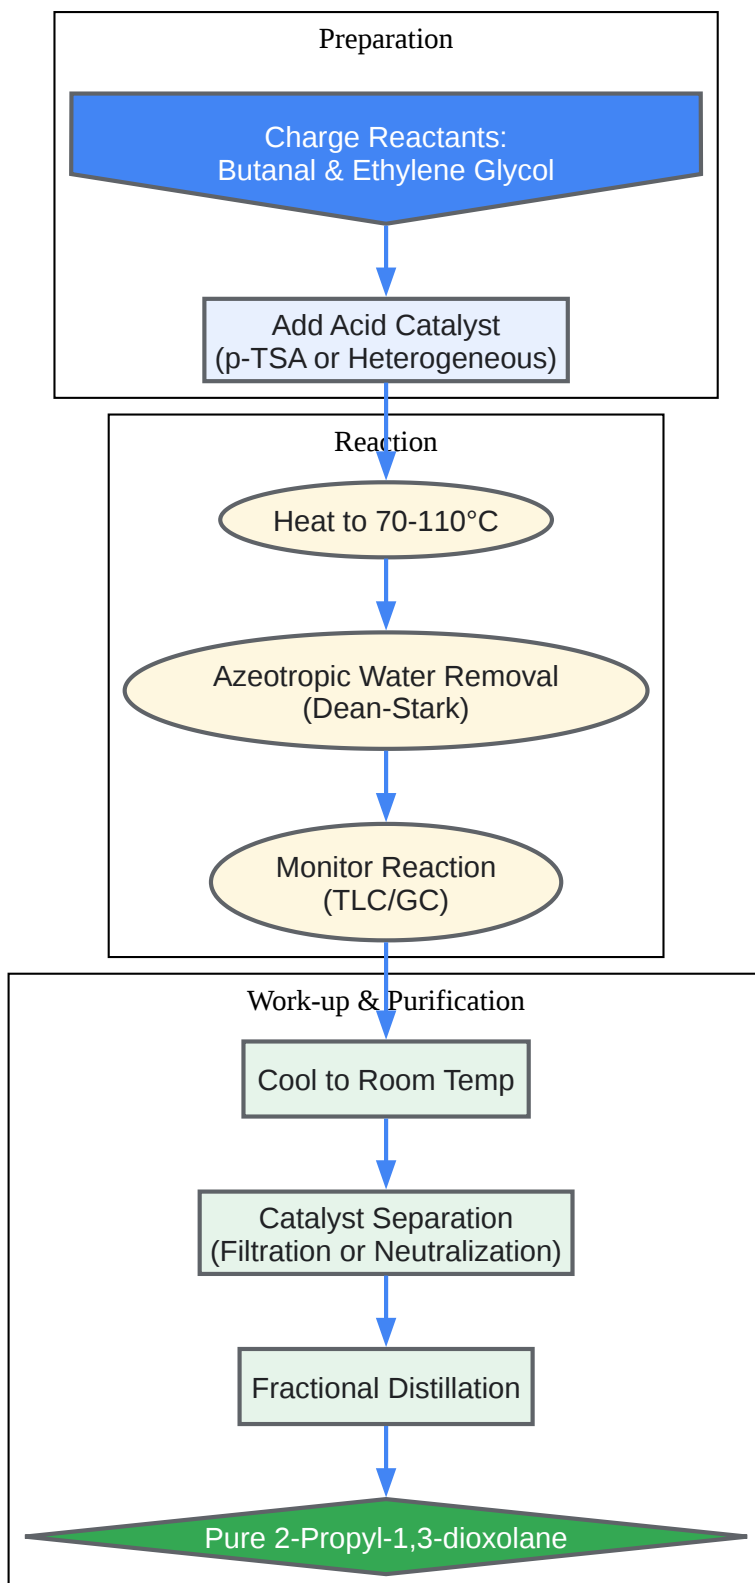 Preparation
Charge Reactants:
Butanal & Ethylene Glycol
Add Acid Catalyst
(p-TSA or Heterogeneous)
Reaction
Heat to 70-110°C
Azeotropic Water Removal
(Dean-Stark)
Monitor Reaction
(TLC/GC)
Work-up & Purification
Cool to Room Temp
Catalyst Separation
(Filtration or Neutralization)
Fractional Distillation
Pure 2-Propyl-1,3-dioxolane